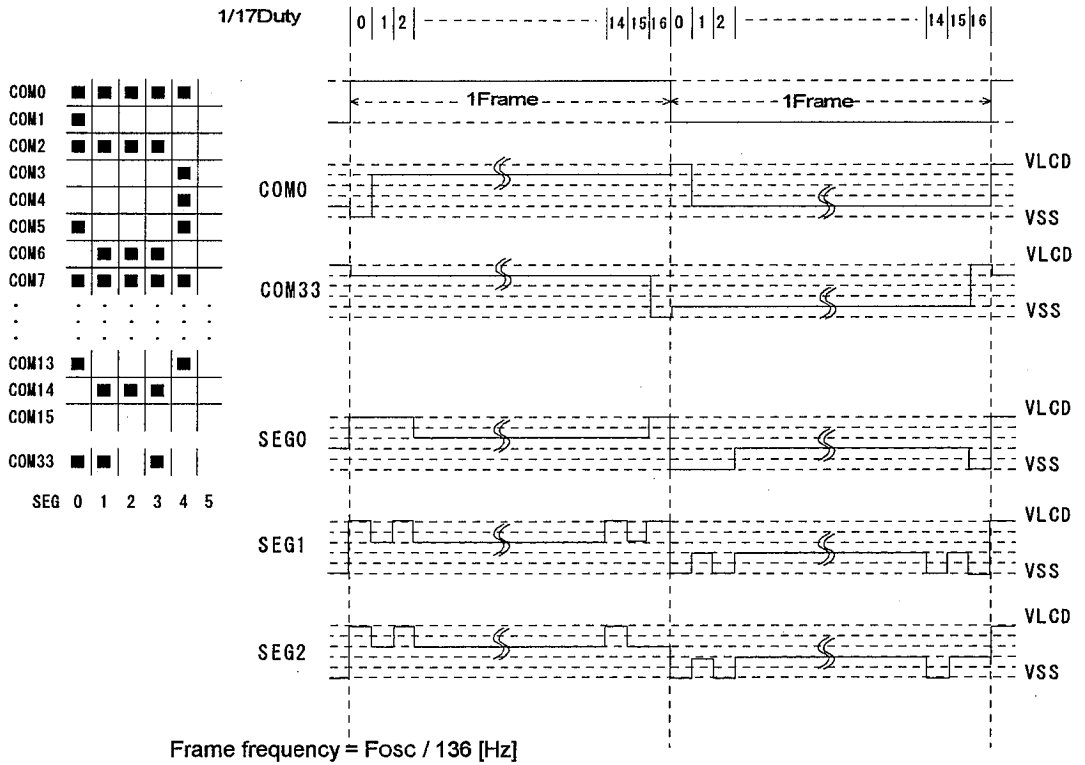 1/17Duty
0 1 2 14 15 16 0 1 2 14 15 16
1Frame 1Frame
COM0
COM1
COM2
COM3
COM4
COM5
COM6
COM7
COM13
COM14
COM15
COM33
SEG 0 1 2 3 4 5
COM0 VLCD
VSS
COM33 VLCD
VSS
SEG0 VLCD
VSS
SEG1 VLCD
VSS
SEG2 VLCD
VSS
Frame frequency = Fosc / 136 [Hz]